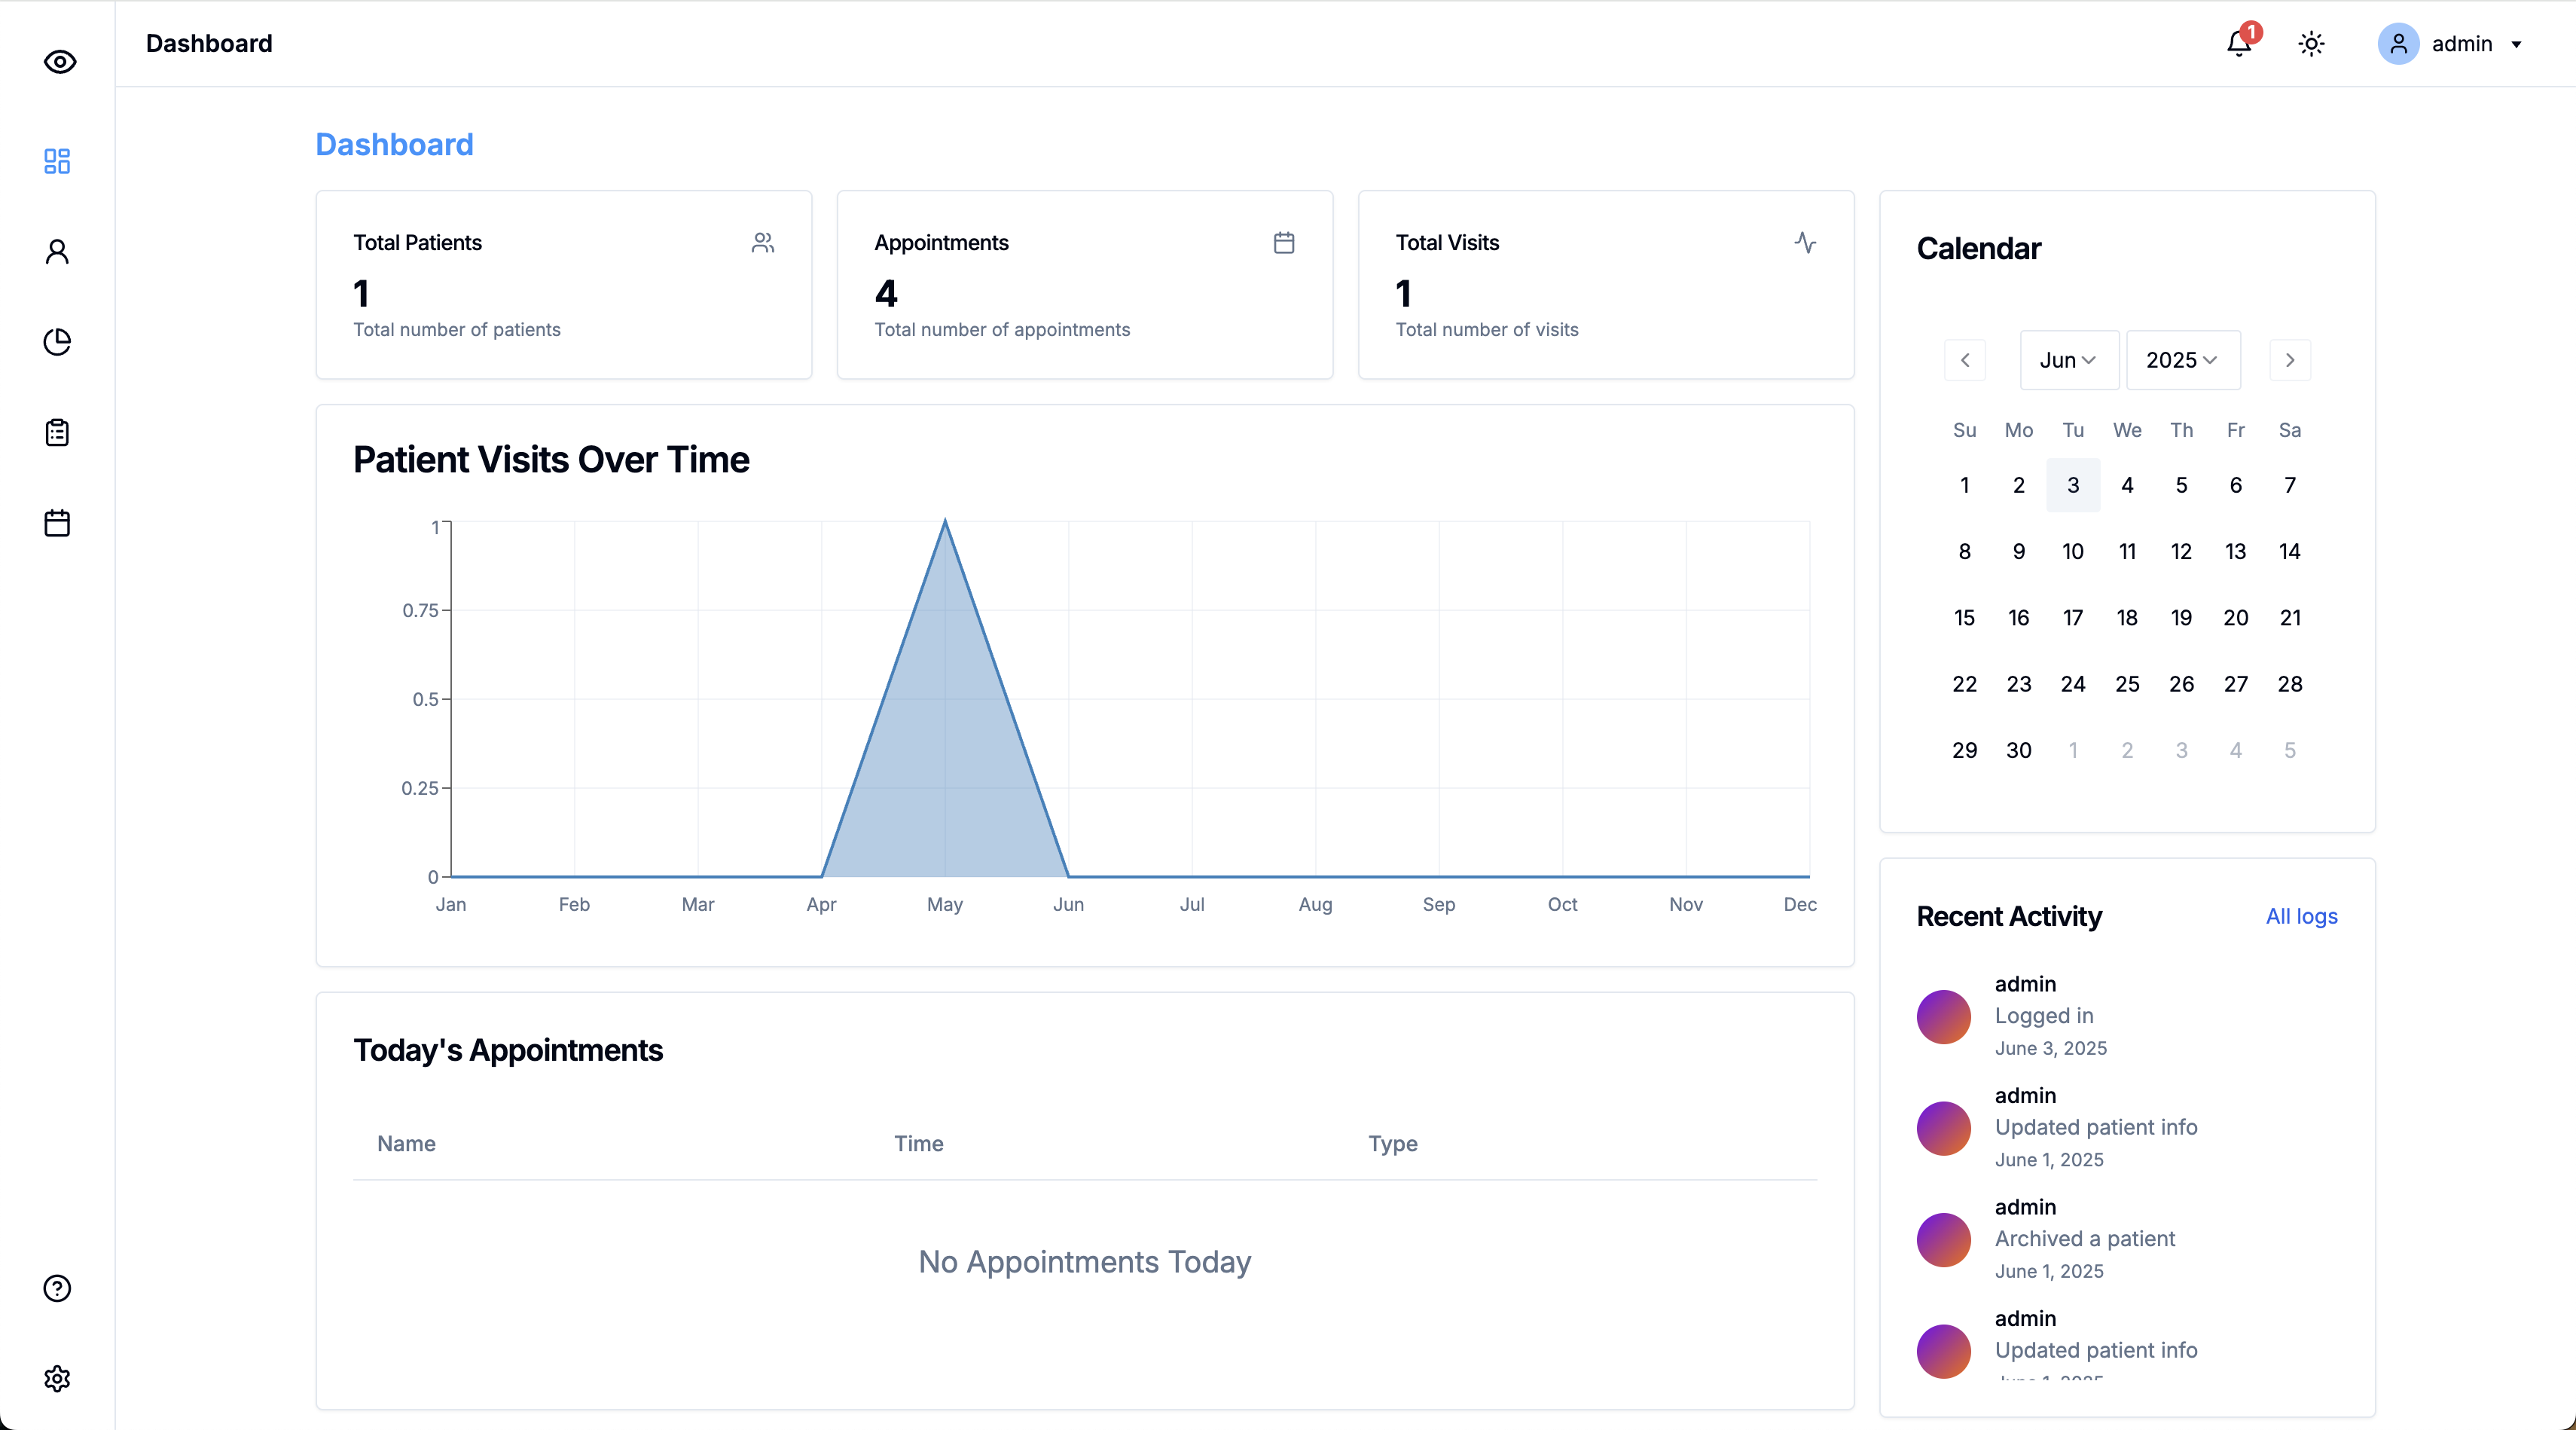 Dashboard
1
admin
Dashboard
Total Patients
1
Total number of patients
Appointments
4
Total number of appointments
Total Visits
1
Total number of visits
Patient Visits Over Time
1
0.75
0.5
0.25
0
Jan Feb Mar Apr May Jun Jul Aug Sep Oct Nov Dec
Today's Appointments
Name Time Type
No Appointments Today
Calendar
Jun 2025
Su Mo Tu We Th Fr Sa
1 2 3 4 5 6 7
8 9 10 11 12 13 14
15 16 17 18 19 20 21
22 23 24 25 26 27 28
29 30 1 2 3 4 5
Recent Activity All logs
admin
Logged in
June 3, 2025
admin
Updated patient info
June 1, 2025
admin
Archived a patient
June 1, 2025
admin
Updated patient info
June 1, 2025